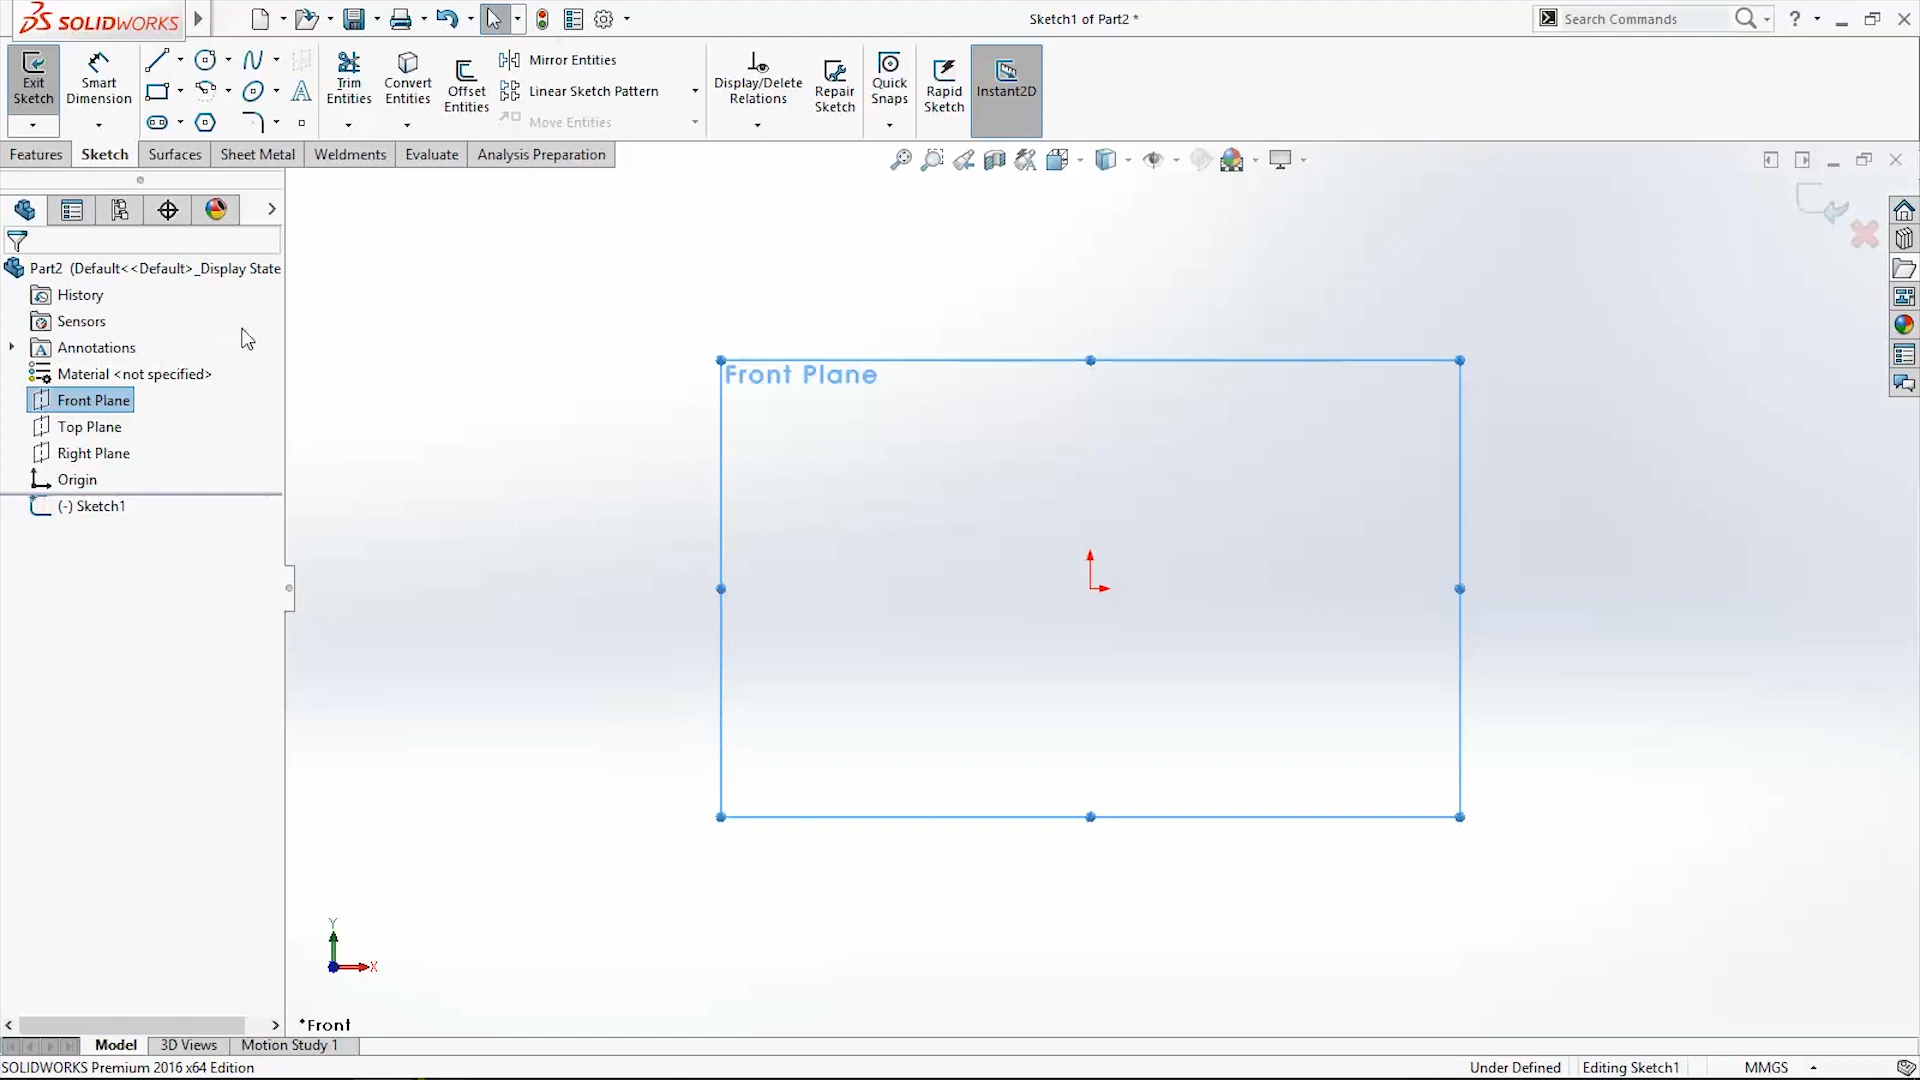 SOLIDWORKS
Sketch1 of Part2 *
Search Commands
?
Exit Sketch
Smart Dimension
Trim Entities
Convert Entities
Offset Entities
Mirror Entities
Linear Sketch Pattern
Move Entities
Display/Delete Relations
Repair Sketch
Quick Snaps
Rapid Sketch
Instant2D
Features
Sketch
Surfaces
Sheet Metal
Weldments
Evaluate
Analysis Preparation
Part2 (Default<<Default>_Display State
History
Sensors
Annotations
Material <not specified>
Front Plane
Top Plane
Right Plane
Origin
(-) Sketch1
Front Plane
Y
X
*Front
Model
3D Views
Motion Study 1
SOLIDWORKS Premium 2016 x64 Edition
Under Defined
Editing Sketch1
MMGS